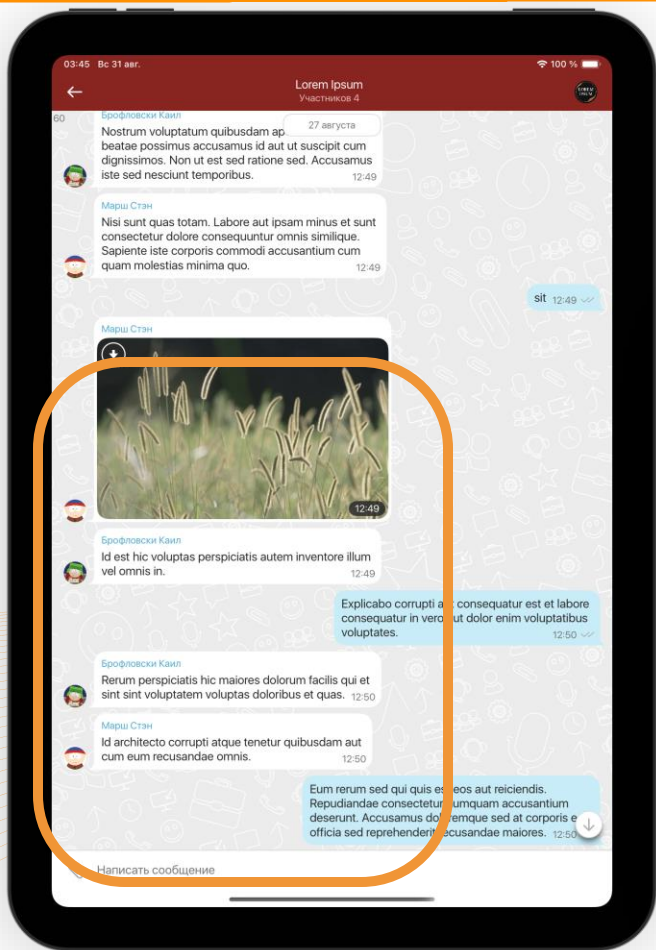 03:45 Вс 31 авг.
100 %
Lorem Ipsum
Участников 4
60
Брофловски Каил
27 августа
Nostrum voluptatum quibusdam ap
beatae possimus accusamus id aut ut suscipit cum
dignissimos. Non ut est sed ratione sed. Accusamus
iste sed nesciunt temporibus. 12:49
Марш Стэн
Nisi sunt quas totam. Labore aut ipsam minus et sunt
consectetur dolore consequuntur omnis similique.
Sapiente iste corporis commodi accusantium cum
quam molestias minima quo. 12:49
sit 12:49
Марш Стэн
12:49
Брофловски Каил
Id est hic voluptas perspiciatis autem inventore illum
vel omnis in. 12:49
Explicabo corrupti consequatur est et labore
consequatur in vero ut dolor enim voluptatibus
voluptates. 12:50
Брофловски Каил
Rerum perspiciatis hic maiores dolorum facilis qui et
sint sint voluptatem voluptas doloribus et quas. 12:50
Марш Стэн
Id architecto corrupti atque tenetur quibusdam aut
cum eum recusandae omnis. 12:50
Eum rerum sed qui quis eos aut reiciendis.
Repudiandae consectetur umquam accusantium
deserunt. Accusamus doloremque sed at corporis e
officia sed reprehenderit recusandae maiores. 12:50
Написать сообщение